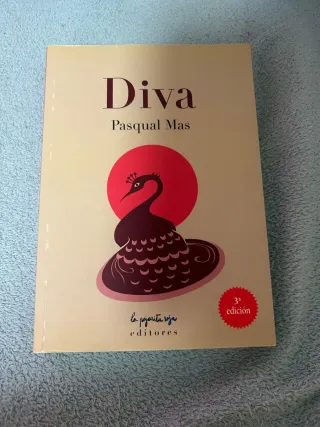 Diva
Pasqual Mas
3ª
edición
la pajarita roja
editores